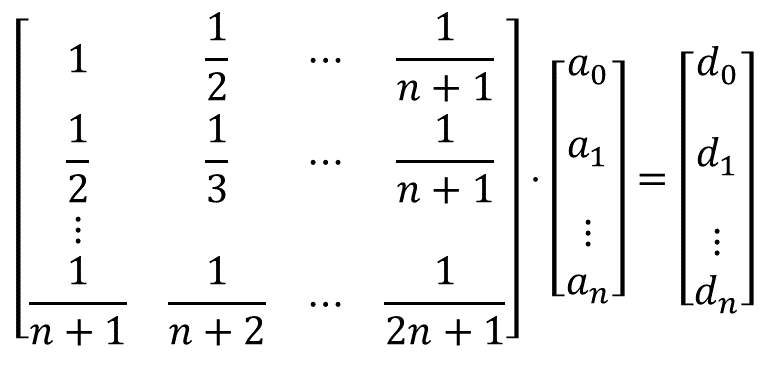 [1 1/2 ⋯ 1/(n + 1)] [a₀] [d₀]
[1/2 1/3 ⋯ 1/(n + 1)] · [a₁] = [d₁]
[⋮] [⋮] [⋮]
[1/(n + 1) 1/(n + 2) ⋯ 1/(2n + 1)] [aₙ] [dₙ]